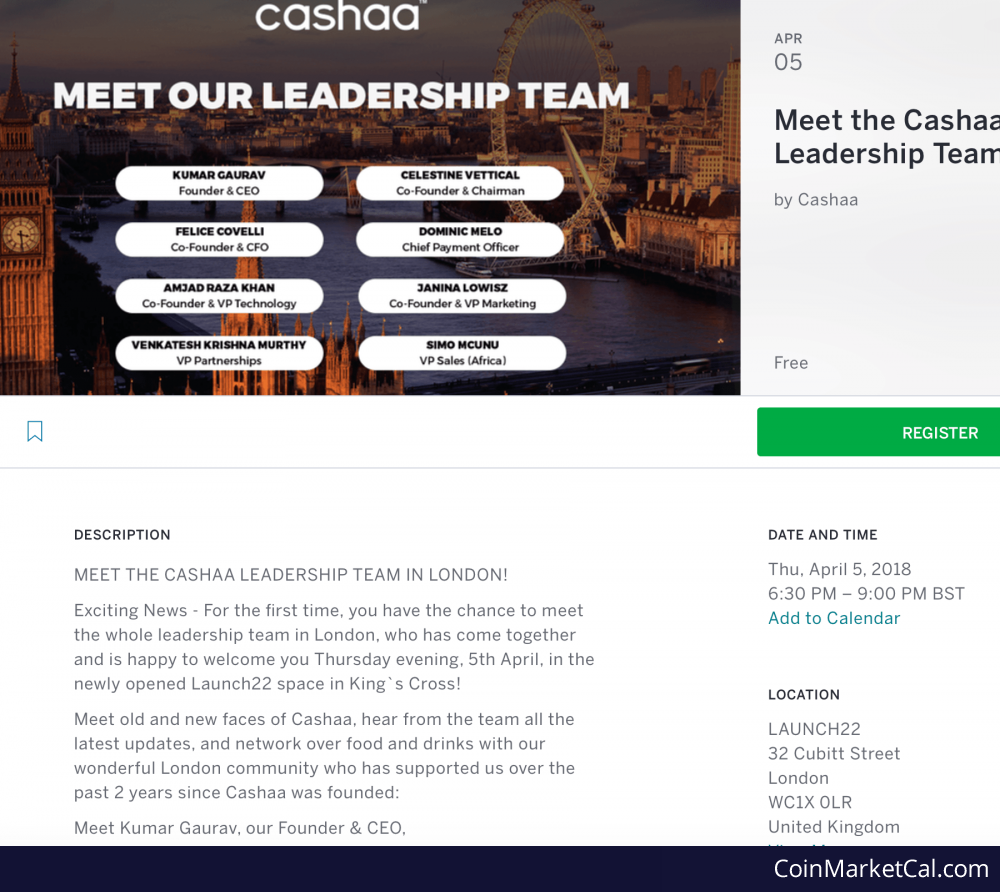 cashaa™
MEET OUR LEADERSHIP TEAM
KUMAR GAURAV
Founder & CEO
CELESTINE VETTICAL
Co-Founder & Chairman
FELICE COVELLI
Co-Founder & CFO
DOMINIC MELO
Chief Payment Officer
AMJAD RAZA KHAN
Co-Founder & VP Technology
JANINA LOWISZ
Co-Founder & VP Marketing
VENKATESH KRISHNA MURTHY
VP Partnerships
SIMO MCUNU
VP Sales (Africa)
APR
05
Meet the Cashaa
Leadership Team
by Cashaa
Free
REGISTER
DESCRIPTION
MEET THE CASHAA LEADERSHIP TEAM IN LONDON!
Exciting News - For the first time, you have the chance to meet
the whole leadership team in London, who has come together
and is happy to welcome you Thursday evening, 5th April, in the
newly opened Launch22 space in King`s Cross!
Meet old and new faces of Cashaa, hear from the team all the
latest updates, and network over food and drinks with our
wonderful London community who has supported us over the
past 2 years since Cashaa was founded:
Meet Kumar Gaurav, our Founder & CEO,
DATE AND TIME
Thu, April 5, 2018
6:30 PM – 9:00 PM BST
Add to Calendar
LOCATION
LAUNCH22
32 Cubitt Street
London
WC1X 0LR
United Kingdom
CoinMarketCal.com